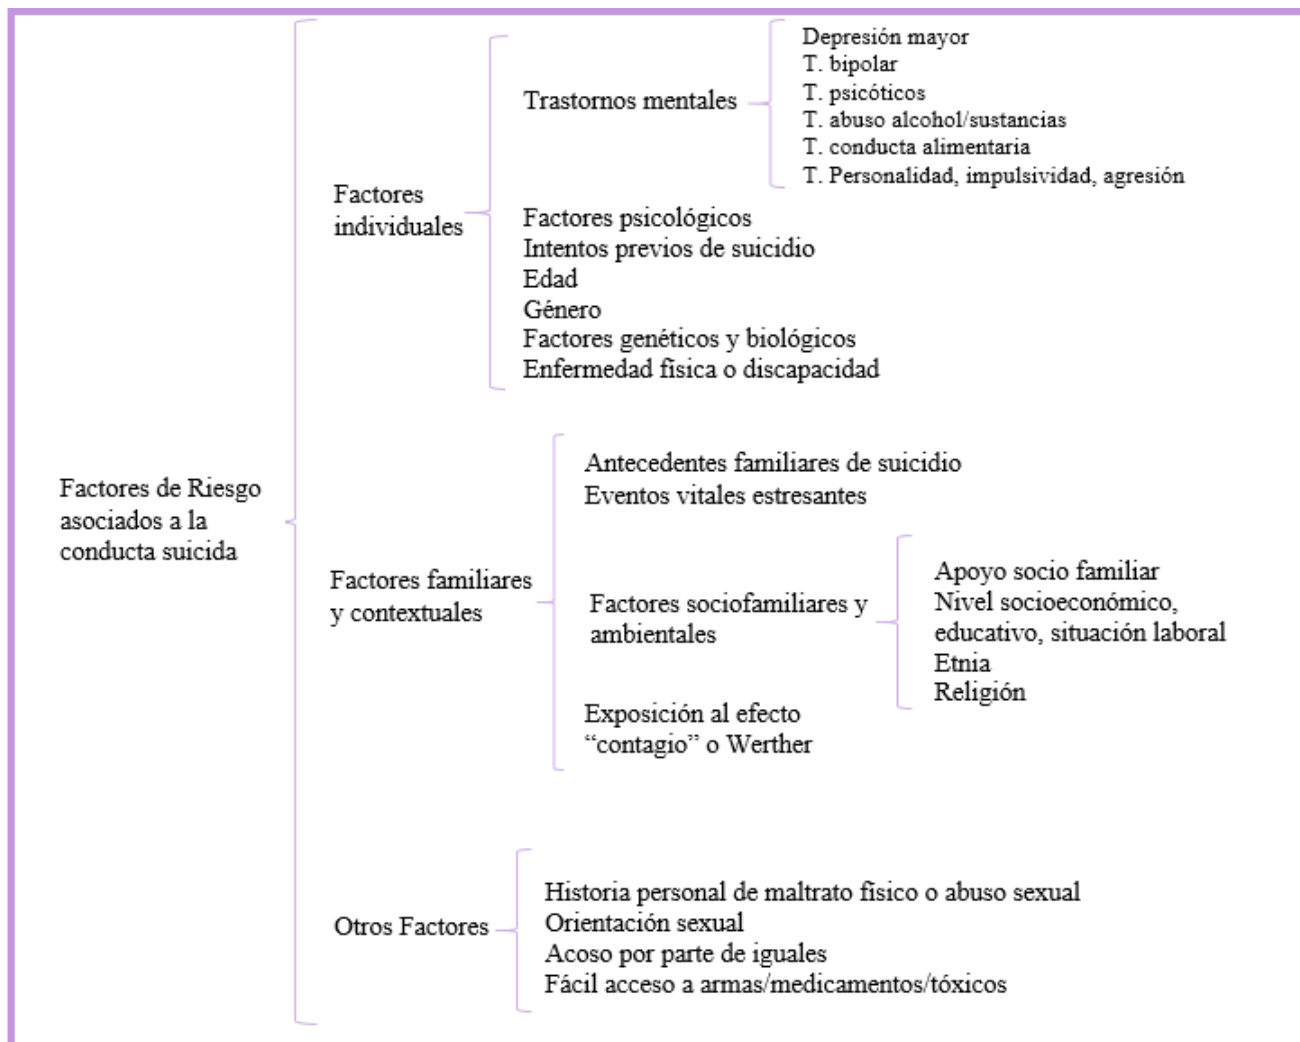 Factores de Riesgo
asociados a la
conducta suicida
Factores
individuales
Trastornos mentales
Depresión mayor
T. bipolar
T. psicóticos
T. abuso alcohol/sustancias
T. conducta alimentaria
T. Personalidad, impulsividad, agresión
Factores psicológicos
Intentos previos de suicidio
Edad
Género
Factores genéticos y biológicos
Enfermedad física o discapacidad
Factores familiares
y contextuales
Antecedentes familiares de suicidio
Eventos vitales estresantes
Factores sociofamiliares y
ambientales
Apoyo socio familiar
Nivel socioeconómico,
educativo, situación laboral
Etnia
Religión
Exposición al efecto
“contagio” o Werther
Otros Factores
Historia personal de maltrato físico o abuso sexual
Orientación sexual
Acoso por parte de iguales
Fácil acceso a armas/medicamentos/tóxicos